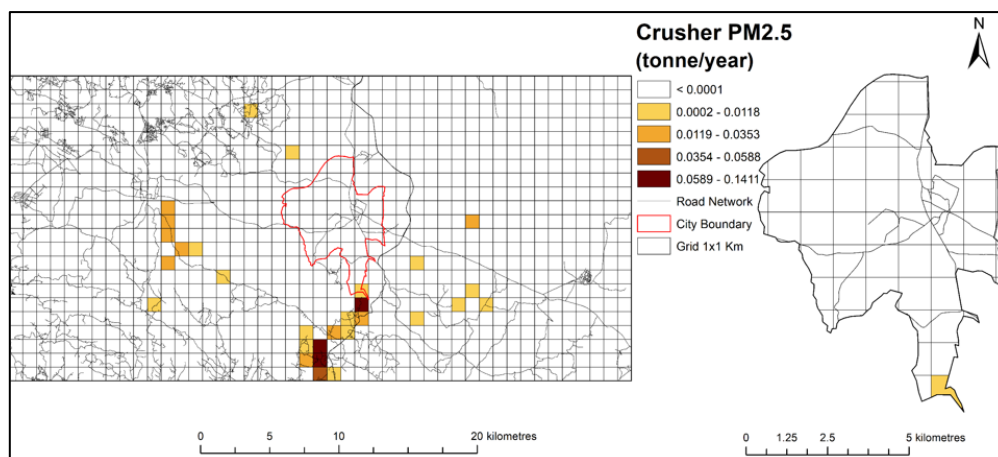 Crusher PM2.5
(tonne/year)
< 0.0001
0.0002 - 0.0118
0.0119 - 0.0353
0.0354 - 0.0588
0.0589 - 0.1411
Road Network
City Boundary
Grid 1x1 Km
N
0 10 20 kilometres
0 1.25 2.5 5 kilometres